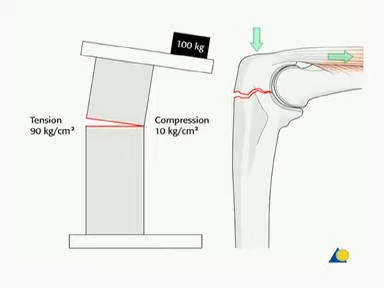 100 kg
Tension
90 kg/cm²
Compression
10 kg/cm²